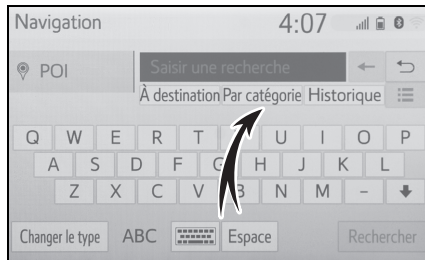 Navigation 4:07
POI Saisir une recherche
À destination Par catégorie Historique
Q W E R T U I O P
A S D F G H J K L
Z X C V B N M -
Changer le type ABC Espace Rechercher